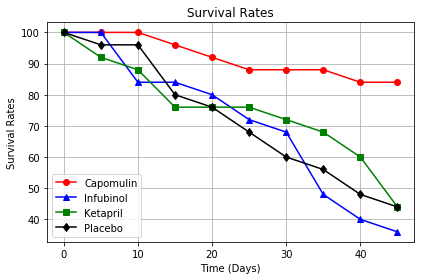 Survival Rates
100
90
80
70
60
50
40
Survival Rates
Capomulin
Infubinol
Ketapril
Placebo
0 10 20 30 40
Time (Days)